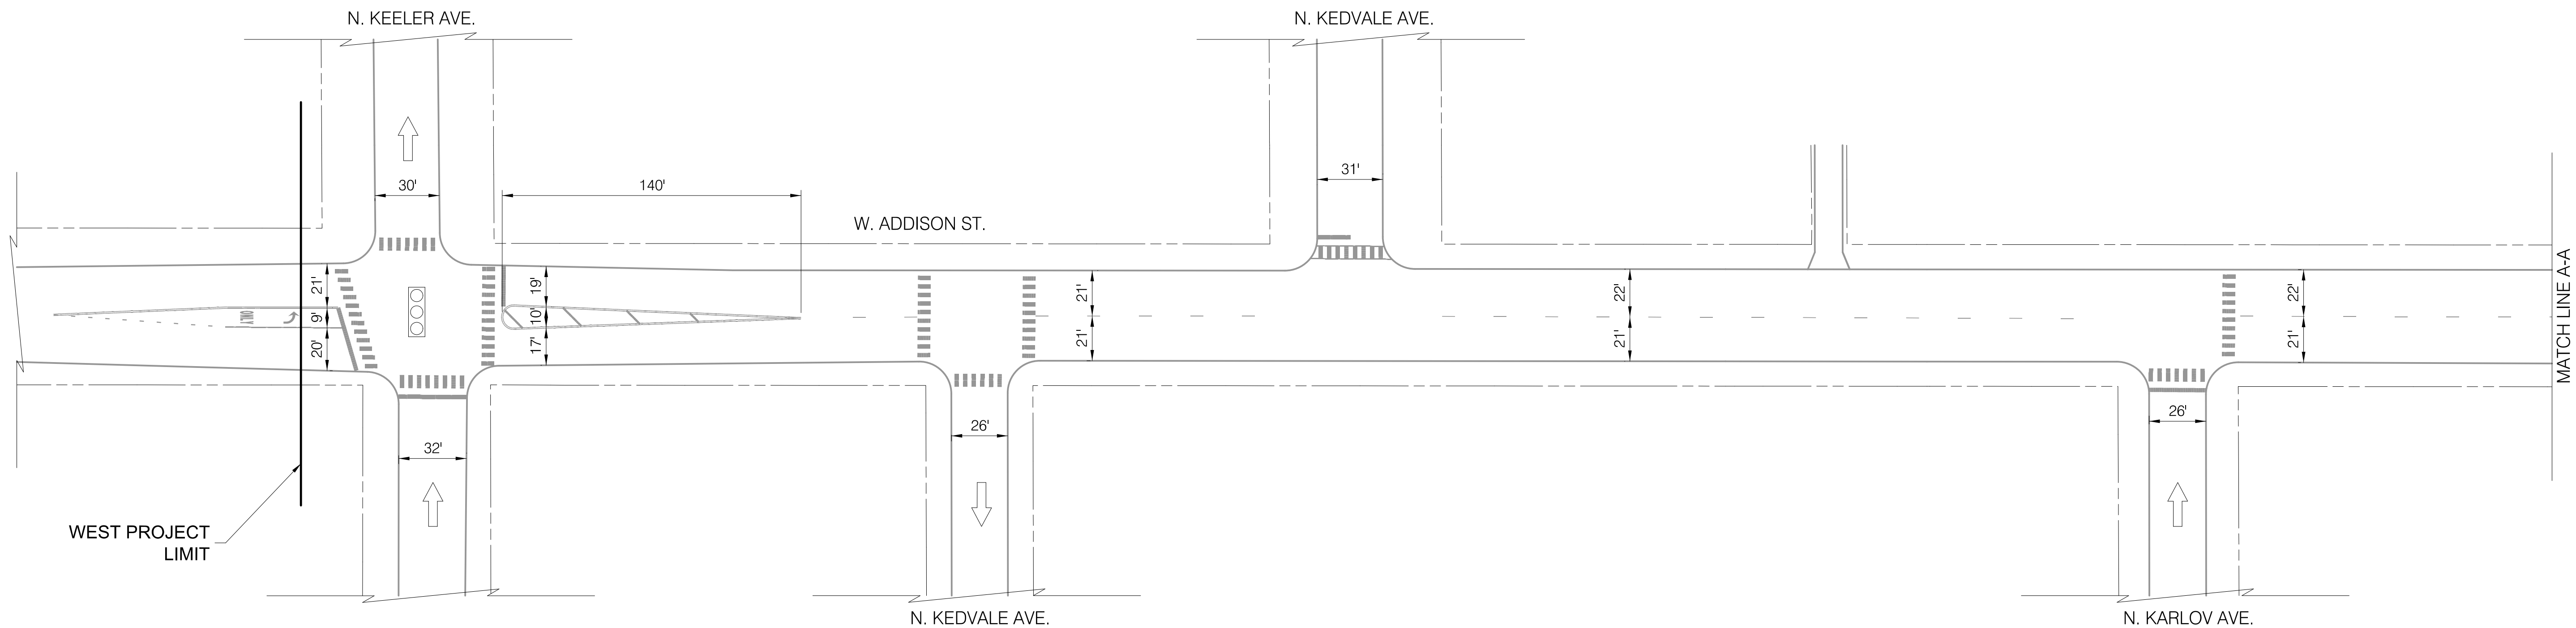 N. KEELER AVE.
N. KEDVALE AVE.
30'
140'
31'
W. ADDISON ST.
21'
9'
20'
ONLY
19'
10'
17'
21'
21'
22'
21'
22'
21'
MATCH LINE A-A
32'
26'
26'
WEST PROJECT
LIMIT
N. KEDVALE AVE.
N. KARLOV AVE.